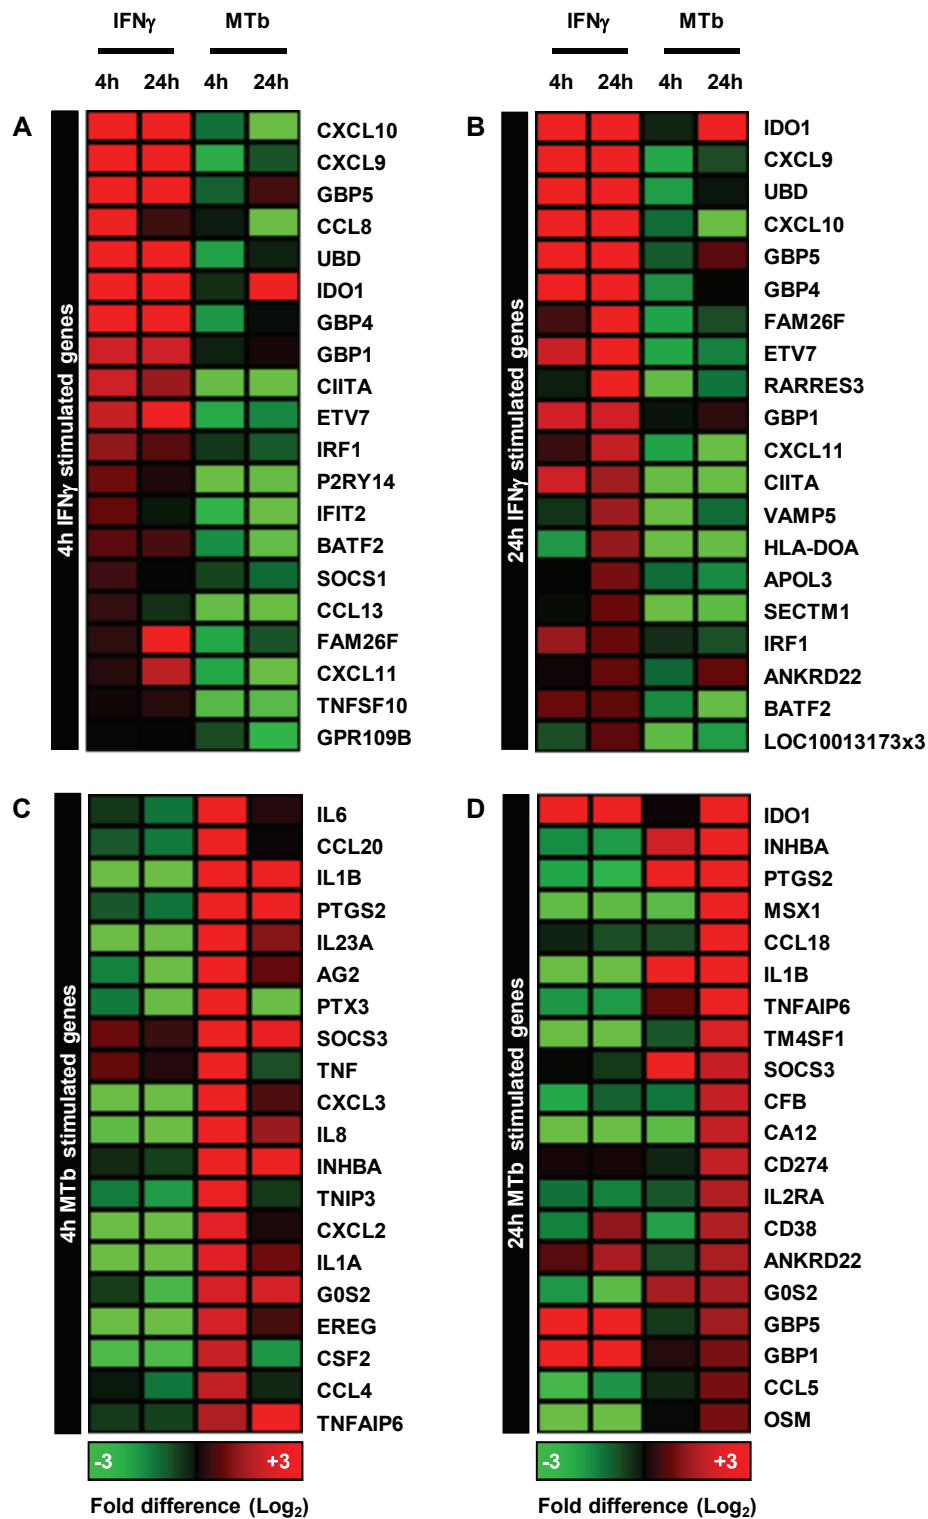 IFNγ MTb
4h 24h 4h 24h
A
4h IFNγ stimulated genes
CXCL10
CXCL9
GBP5
CCL8
UBD
IDO1
GBP4
GBP1
CIITA
ETV7
IRF1
P2RY14
IFIT2
BATF2
SOCS1
CCL13
FAM26F
CXCL11
TNFSF10
GPR109B
IFNγ MTb
4h 24h 4h 24h
B
24h IFNγ stimulated genes
IDO1
CXCL9
UBD
CXCL10
GBP5
GBP4
FAM26F
ETV7
RARRES3
GBP1
CXCL11
CIITA
VAMP5
HLA-DOA
APOL3
SECTM1
IRF1
ANKRD22
BATF2
LOC10013173x3
C
4h MTb stimulated genes
IL6
CCL20
IL1B
PTGS2
IL23A
AG2
PTX3
SOCS3
TNF
CXCL3
IL8
INHBA
TNIP3
CXCL2
IL1A
G0S2
EREG
CSF2
CCL4
TNFAIP6
-3 +3
Fold difference (Log₂)
D
24h MTb stimulated genes
IDO1
INHBA
PTGS2
MSX1
CCL18
IL1B
TNFAIP6
TM4SF1
SOCS3
CFB
CA12
CD274
IL2RA
CD38
ANKRD22
G0S2
GBP5
GBP1
CCL5
OSM
-3 +3
Fold difference (Log₂)